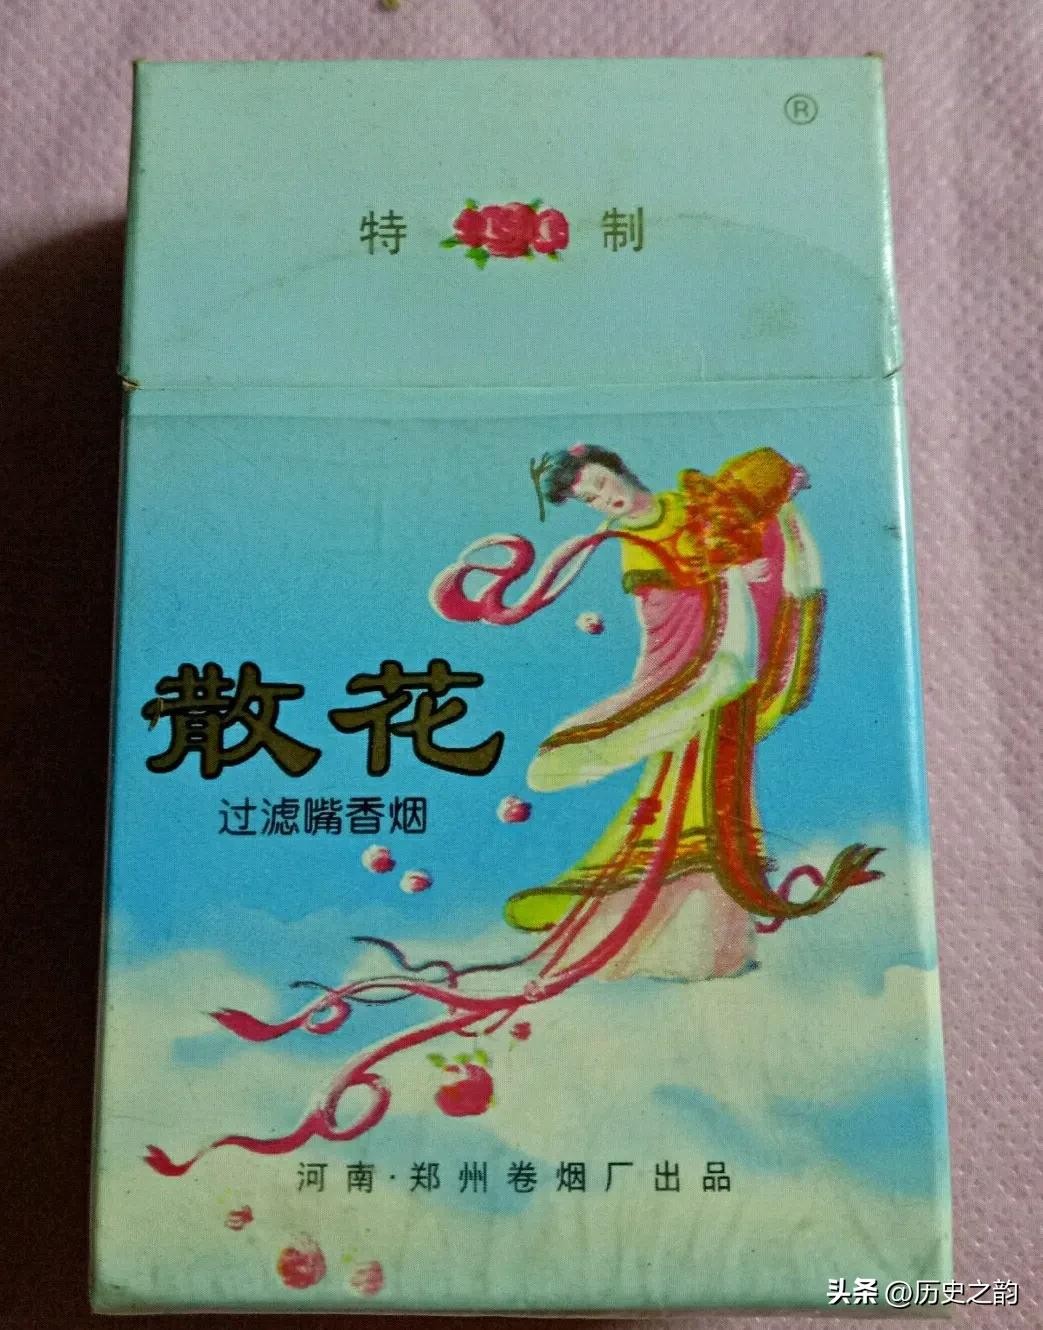 ®
特 制
散花
过滤嘴香烟
河南·郑州卷烟厂出品
头条 @历史之韵